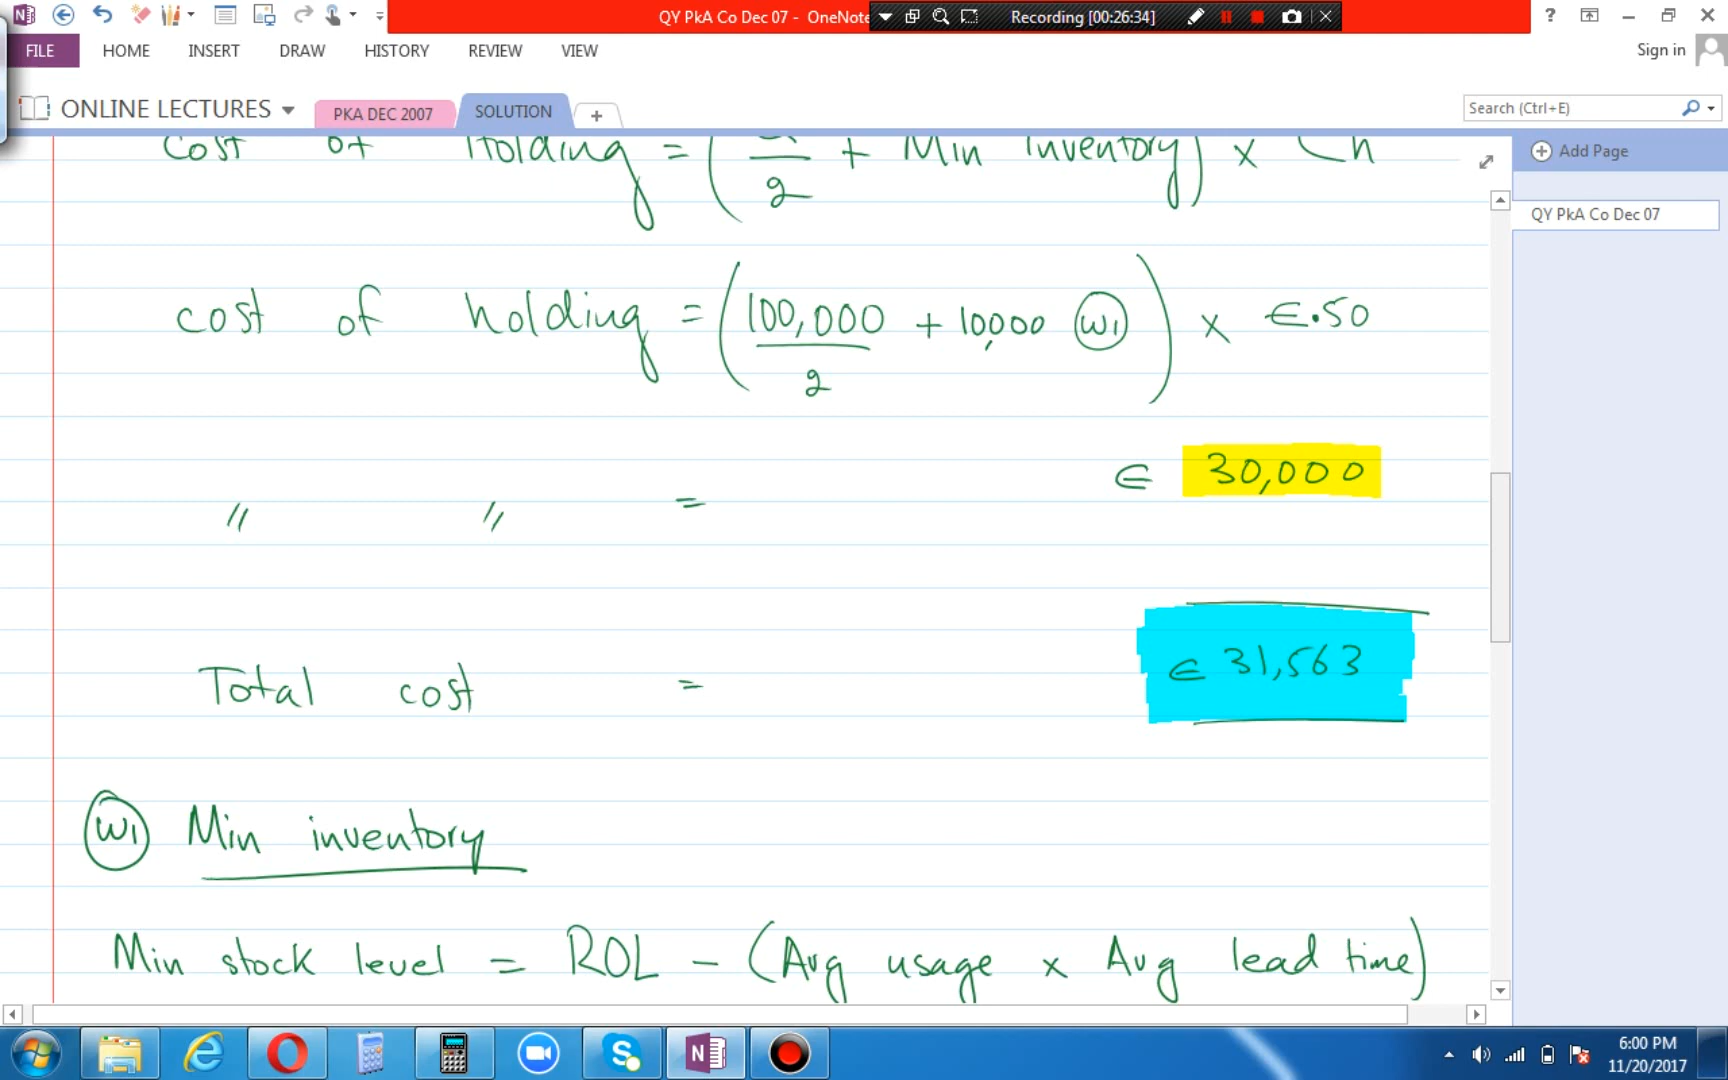 QY PkA Co Dec 07 - OneNote
Recording [00:26:34]
?
FILE HOME INSERT DRAW HISTORY REVIEW VIEW
Sign in
ONLINE LECTURES PKA DEC 2007 SOLUTION +
Search (Ctrl+E)
Add Page
QY PkA Co Dec 07
Cost of Holding = ( /2 + Min inventory) × Ch
cost of holding = (100,000/2 + 10,000 (W1)) × €.50
€ 30,000
" " =
Total cost = € 31,563
(W1) Min inventory
Min stock level = ROL - (Avg usage × Avg lead time)
6:00 PM
11/20/2017